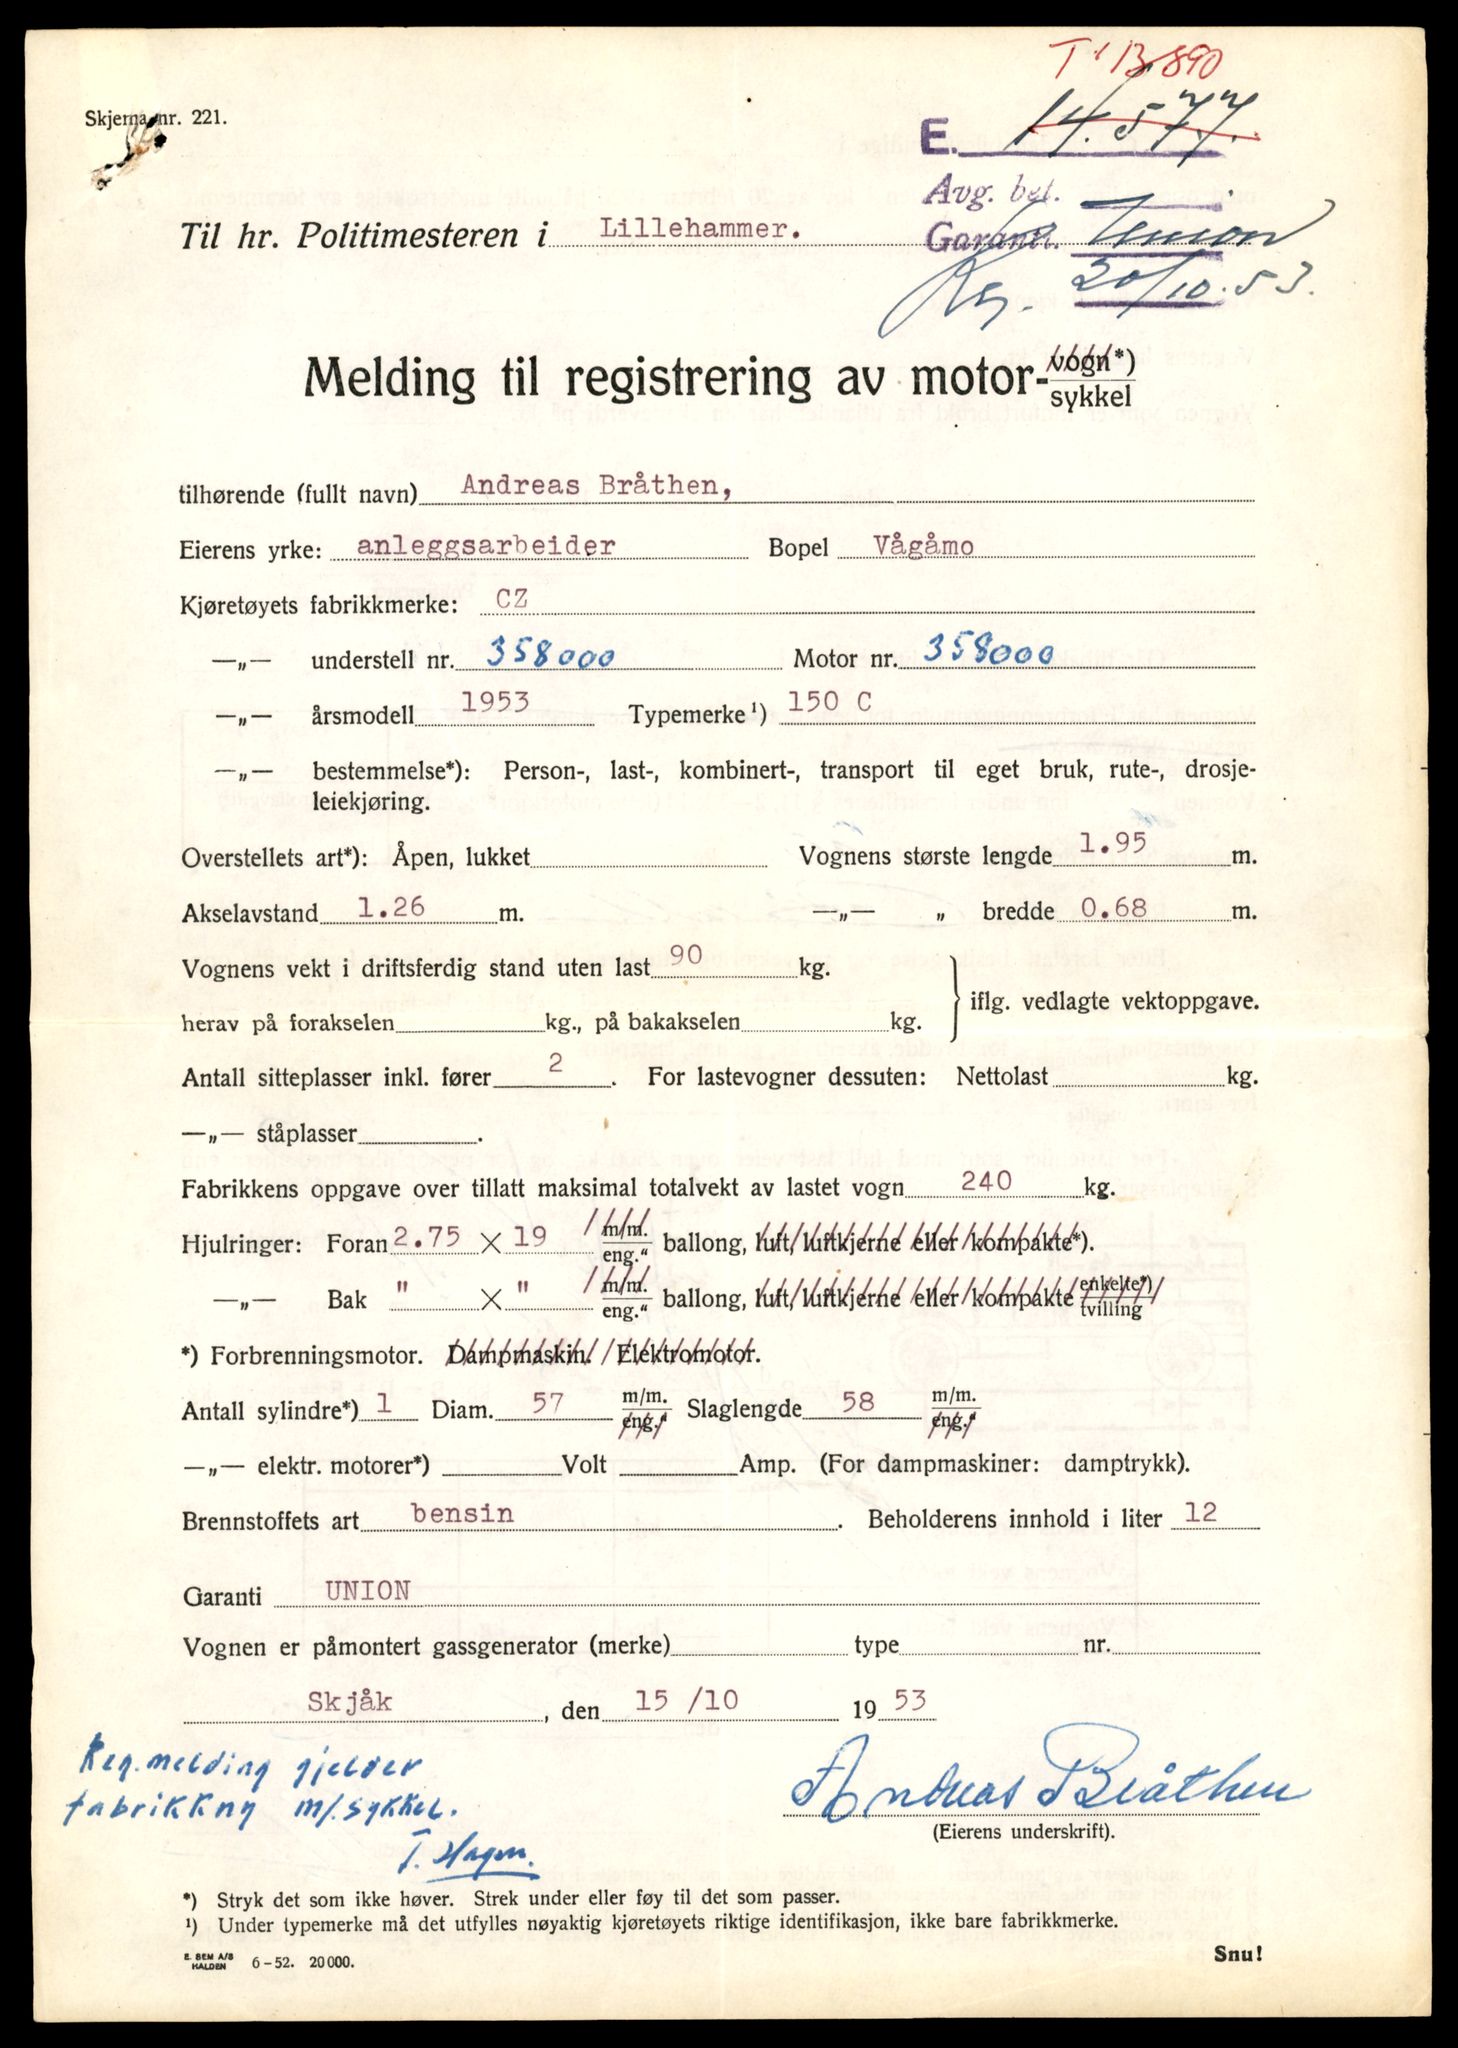 T 13890
Skjema nr. 221.
E. 14.577.
Avg. bet.
Til hr. Politimesteren i Lillehammer.
Garanti. Union
Reg. 20/10.53.
Melding til registrering av motor-vogn*)
sykkel
tilhørende (fullt navn) Andreas Bråthen,
Eierens yrke: anleggsarbeider Bopel Vågåmo
Kjøretøyets fabrikkmerke: CZ
—„— understell nr. 358000 Motor nr. 358000
—„— årsmodell 1953 Typemerke¹) 150 C
—„— bestemmelse*): Person-, last-, kombinert-, transport til eget bruk, rute-, drosje-
leiekjøring.
Overstellets art*): Åpen, lukket Vognens største lengde 1.95 m.
Akselavstand 1.26 m. —„— „ bredde 0.68 m.
Vognens vekt i driftsferdig stand uten last 90 kg.
iflg. vedlagte vektoppgave.
herav på forakselen kg., på bakakselen kg.
Antall sitteplasser inkl. fører 2. For lastevogner dessuten: Nettolast kg.
—„— ståplasser .
Fabrikkens oppgave over tillatt maksimal totalvekt av lastet vogn 240 kg.
Hjulringer: Foran 2.75 × 19 m/m. eng." ballong, luft, luftkjerne eller kompakte*).
—„— Bak " × " m/m. eng." ballong, luft, luftkjerne eller kompakte enkelte*) tvilling
*) Forbrenningsmotor. Dampmaskin. Elektromotor.
Antall sylindre*) 1 Diam. 57 m/m. eng." Slaglengde 58 m/m. eng."
—„— elektr. motorer*) Volt Amp. (For dampmaskiner: damptrykk).
Brennstoffets art bensin . Beholderens innhold i liter 12
Garanti UNION
Vognen er påmontert gassgenerator (merke) type nr.
Skjåk , den 15 /10 1953
Reg.melding gjelder
fabrikkny m/.sykkel.
T. Hagen.
Andreas Bråthen
(Eierens underskrift).
*) Stryk det som ikke høver. Strek under eller føy til det som passer.
¹) Under typemerke må det utfylles nøyaktig kjøretøyets riktige identifikasjon, ikke bare fabrikkmerke.
E. SEM A/S
HALDEN 6-52. 20000.
Snu!